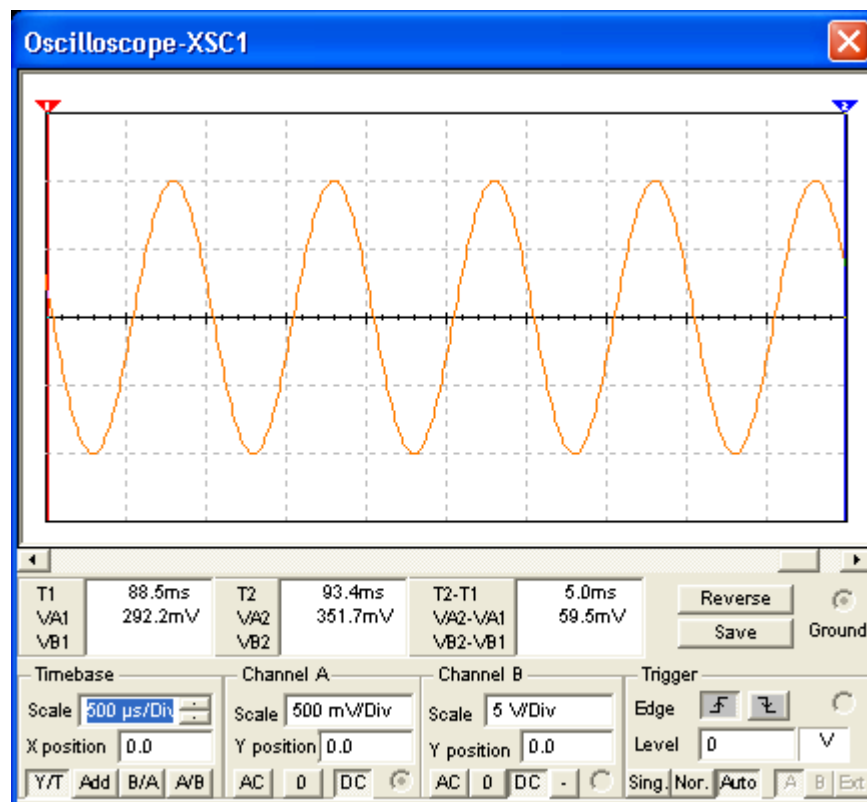 Oscilloscope-XSC1
1 2
T1 88.5ms T2 93.4ms T2-T1 5.0ms Reverse
VA1 292.2mV VA2 351.7mV VA2-VA1 59.5mV
VB1 VB2 VB2-VB1 Save Ground
Timebase Channel A Channel B Trigger
Scale 500 µs/Div Scale 500 mV/Div Scale 5 V/Div Edge
X position 0.0 Y position 0.0 Y position 0.0 Level 0 V
Y/T Add B/A A/B AC 0 DC AC 0 DC - Sing. Nor. Auto A B Ext